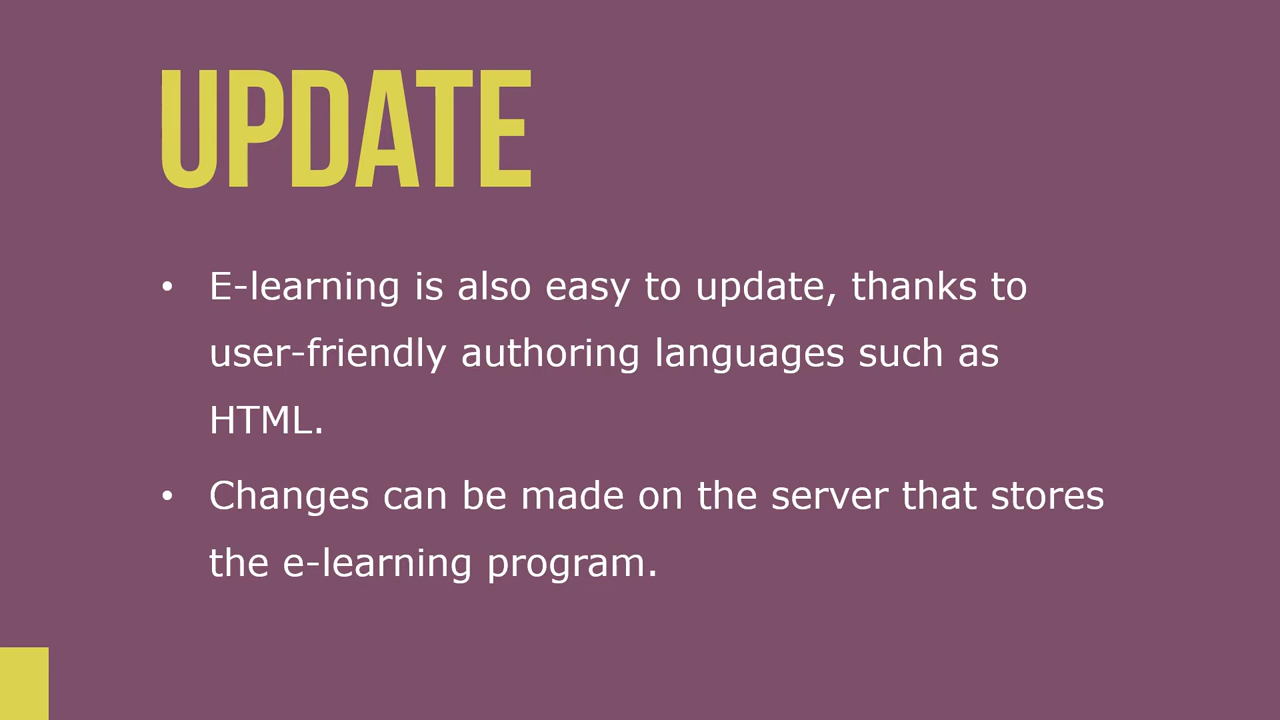 UPDATE
• E-learning is also easy to update, thanks to
user-friendly authoring languages such as
HTML.
• Changes can be made on the server that stores
the e-learning program.